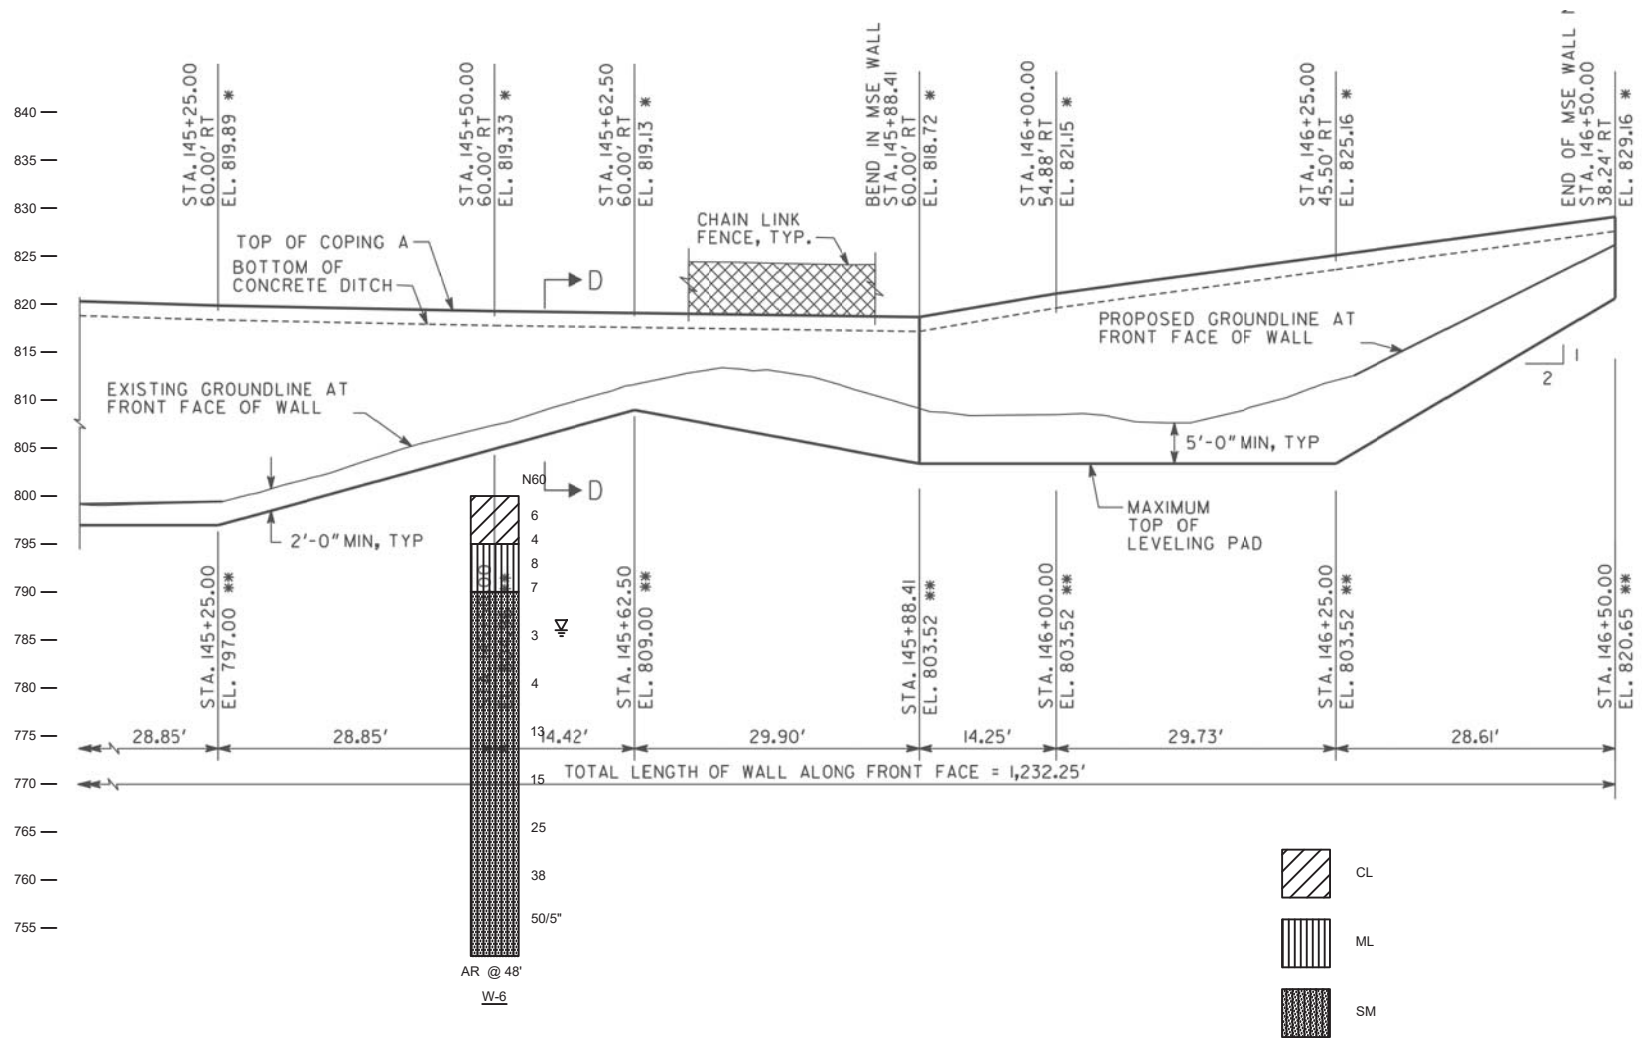 840
835
830
825
820
815
810
805
800
795
790
785
780
775
770
765
760
755
STA. 145+25.00
60.00' RT
EL. 819.89 *
STA. 145+50.00
60.00' RT
EL. 819.33 *
STA. 145+62.50
60.00' RT
EL. 819.13 *
BEND IN MSE WALL
STA. 145+88.41
60.00' RT
EL. 818.72 *
STA. 146+00.00
54.88' RT
EL. 821.15 *
STA. 146+25.00
45.50' RT
EL. 825.16 *
END OF MSE WALL
STA. 146+50.00
38.24' RT
EL. 829.16 *
TOP OF COPING A
BOTTOM OF
CONCRETE DITCH
D
CHAIN LINK
FENCE, TYP.
PROPOSED GROUNDLINE AT
FRONT FACE OF WALL
1
2
EXISTING GROUNDLINE AT
FRONT FACE OF WALL
5'-0" MIN, TYP
D
MAXIMUM
TOP OF
LEVELING PAD
2'-0" MIN, TYP
N60
6
4
8
7
3
4
13
15
25
38
50/5"
STA. 145+25.00
EL. 797.00 **
STA. 145+62.50
EL. 809.00 **
STA. 145+88.41
EL. 803.52 **
STA. 146+00.00
EL. 803.52 **
STA. 146+25.00
EL. 803.52 **
STA. 146+50.00
EL. 820.65 **
28.85'
28.85'
14.42'
29.90'
14.25'
29.73'
28.61'
TOTAL LENGTH OF WALL ALONG FRONT FACE = 1,232.25'
AR @ 48'
W-6
CL
ML
SM